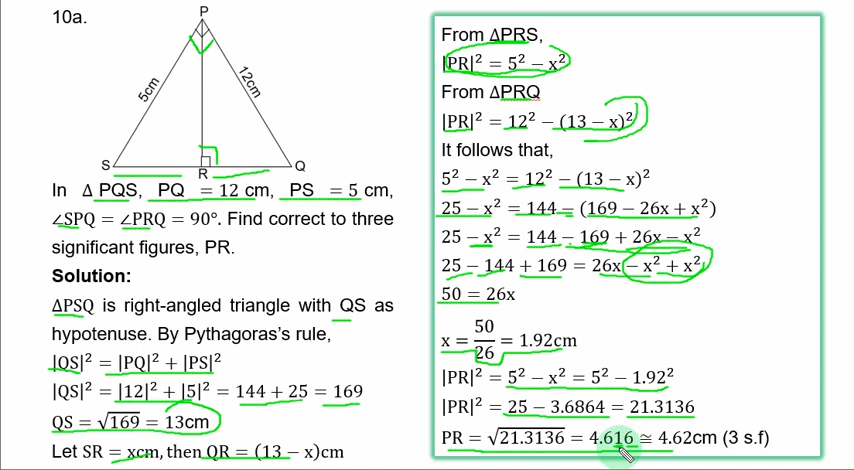 10a.
P
5cm
12cm
S
R
Q
In Δ PQS, PQ = 12 cm, PS = 5 cm,
∠SPQ = ∠PRQ = 90°. Find correct to three
significant figures, PR.
Solution:
ΔPSQ is right-angled triangle with QS as
hypotenuse. By Pythagoras's rule,
|QS|² = |PQ|² + |PS|²
|QS|² = |12|² + |5|² = 144 + 25 = 169
QS = √169 = 13cm
Let SR = xcm, then QR = (13 − x)cm
From ΔPRS,
|PR|² = 5² − x²
From ΔPRQ
|PR|² = 12² − (13 − x)²
It follows that,
5² − x² = 12² − (13 − x)²
25 − x² = 144 − (169 − 26x + x²)
25 − x² = 144 − 169 + 26x − x²
25 − 144 + 169 = 26x − x² + x²
50 = 26x
x = 50/26 = 1.92cm
|PR|² = 5² − x² = 5² − 1.92²
|PR|² = 25 − 3.6864 = 21.3136
PR = √21.3136 = 4.616 ≅ 4.62cm (3 s.f)